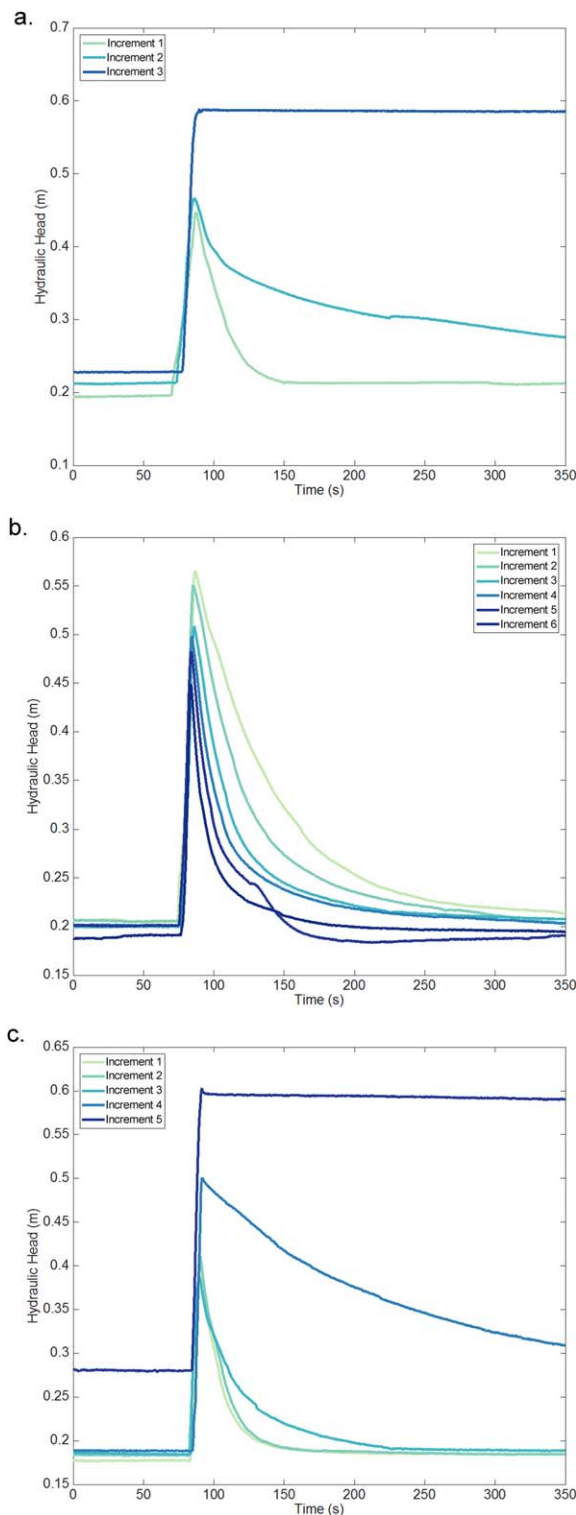 a.
0.7
Increment 1
Increment 2
Increment 3
0.6
0.5
Hydraulic Head (m)
0.4
0.3
0.2
0.1
0 50 100 150 200 250 300 350
Time (s)
b.
0.6
Increment 1
Increment 2
Increment 3
Increment 4
Increment 5
Increment 6
0.55
0.5
0.45
0.4
Hydraulic Head (m)
0.35
0.3
0.25
0.2
0.15
0 50 100 150 200 250 300 350
Time (s)
c.
0.65
Increment 1
Increment 2
Increment 3
Increment 4
Increment 5
0.6
0.55
0.5
0.45
0.4
Hydraulic Head (m)
0.35
0.3
0.25
0.2
0.15
0 50 100 150 200 250 300 350
Time (s)